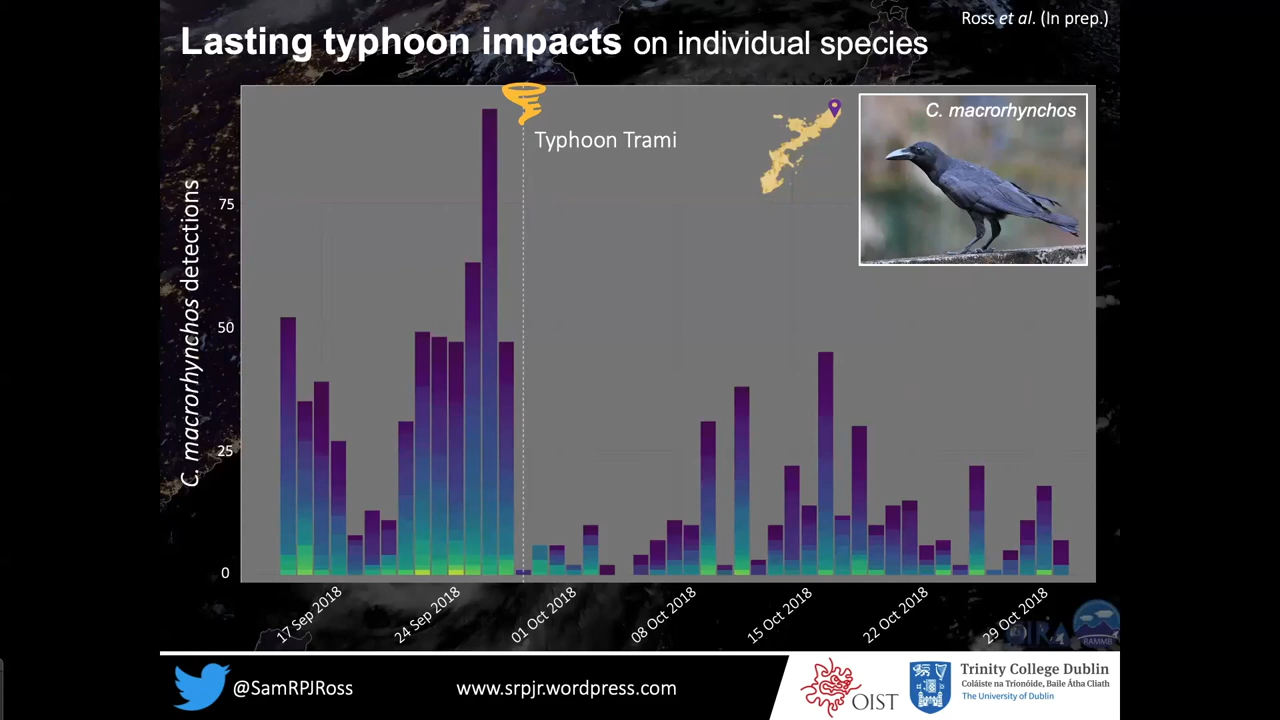 Ross et al. (In prep.)
Lasting typhoon impacts on individual species
Typhoon Trami
C. macrorhynchos
C. macrorhynchos detections
75
50
25
0
17 Sep 2018
24 Sep 2018
01 Oct 2018
08 Oct 2018
15 Oct 2018
22 Oct 2018
29 Oct 2018
CIRA
RAMMB
@SamRPJRoss
www.srpjr.wordpress.com
OIST
Trinity College Dublin
Coláiste na Tríonóide, Baile Átha Cliath
The University of Dublin